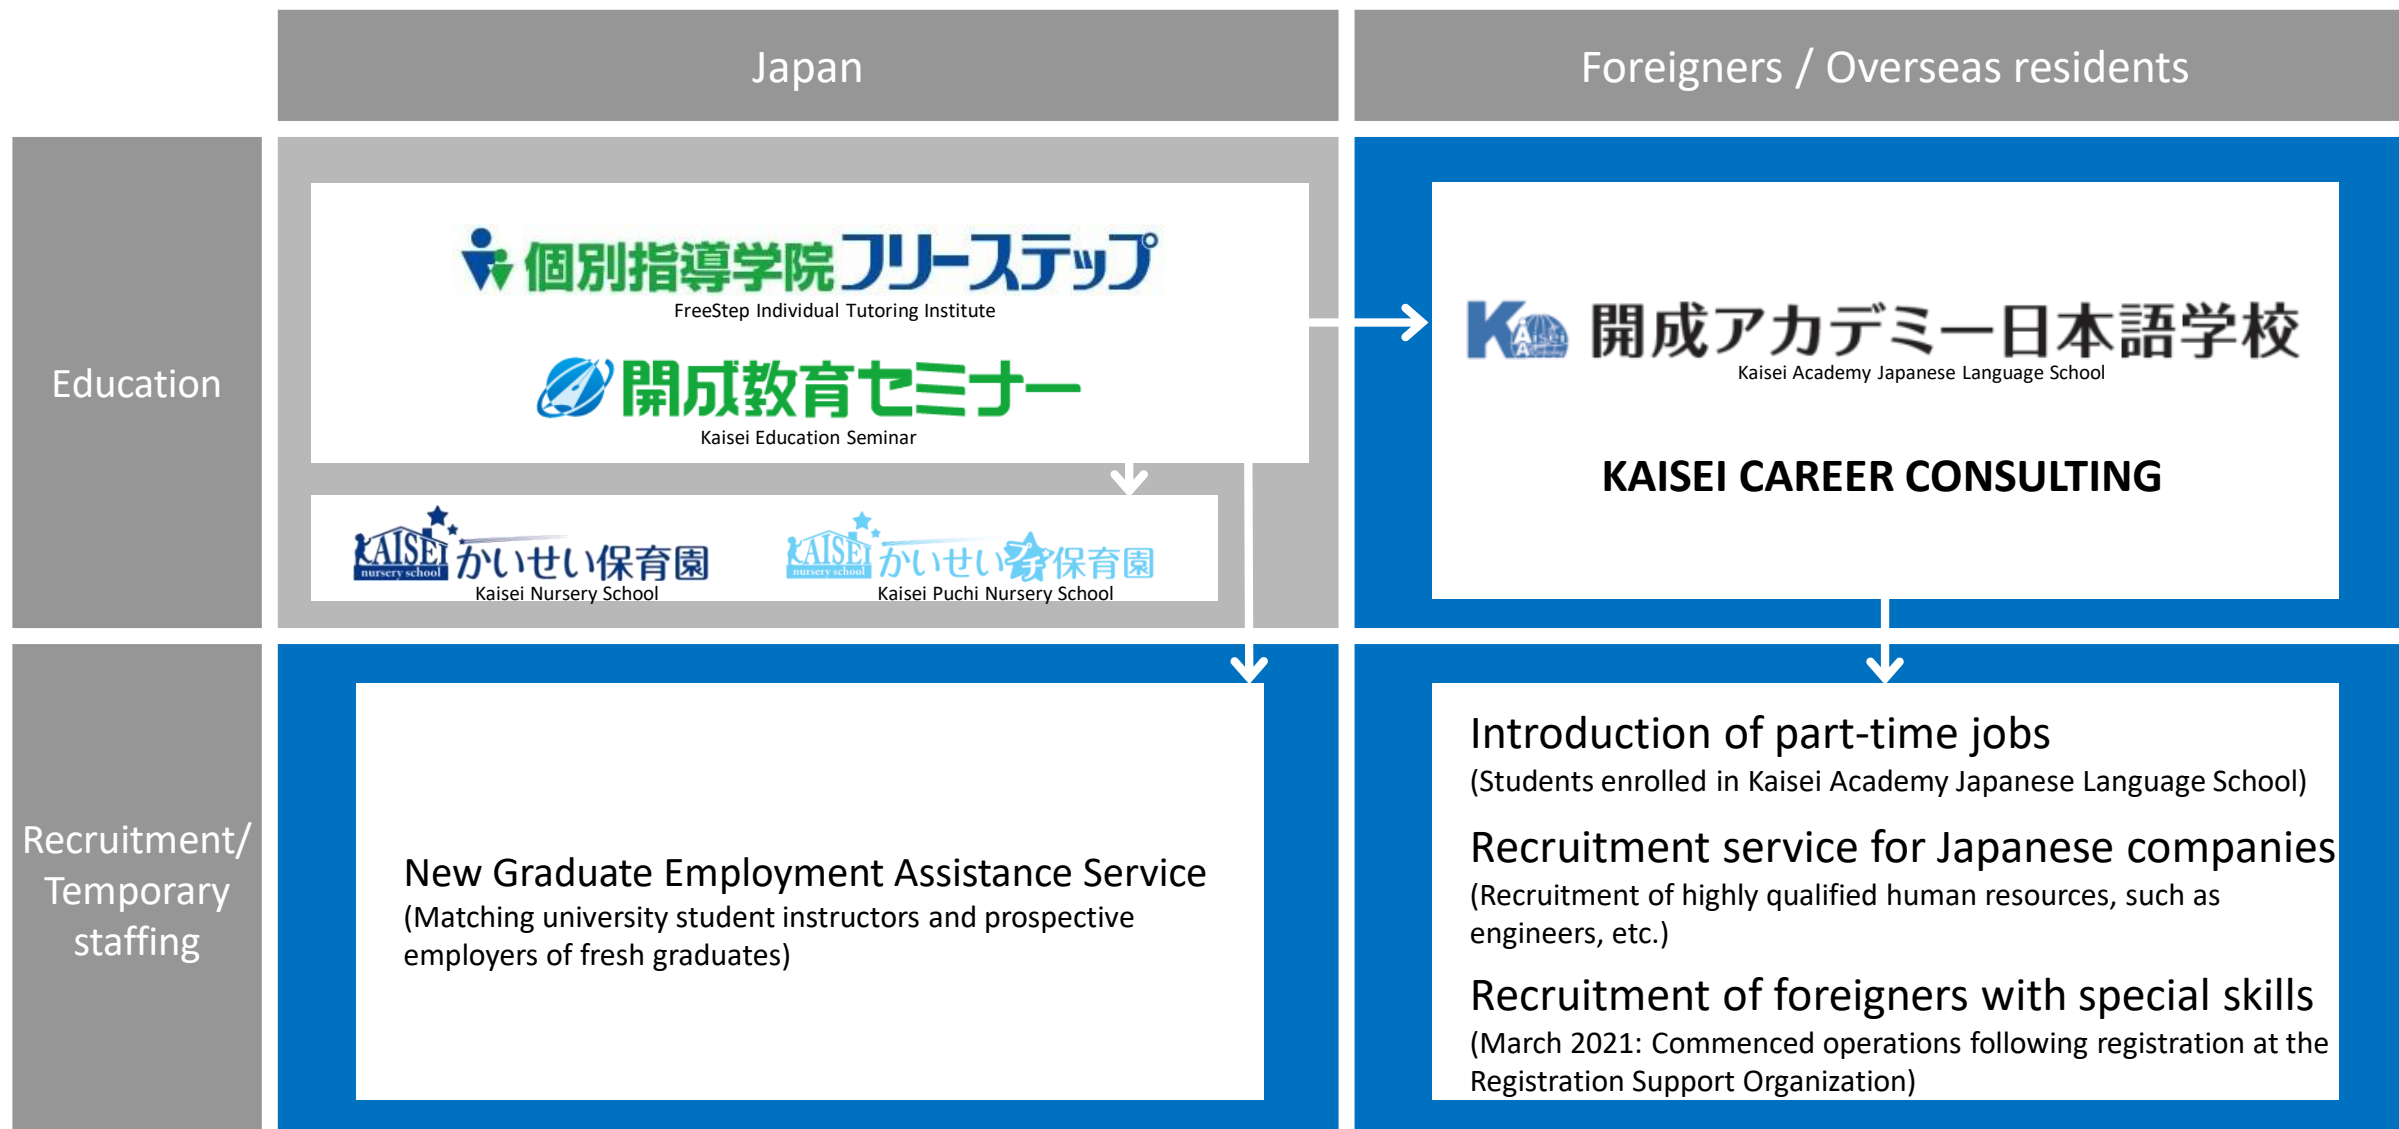 Japan
Foreigners / Overseas residents
Education
個別指導学院フリーステップ
FreeStep Individual Tutoring Institute
開成教育セミナー
Kaisei Education Seminar
KAISEI
nursery school
かいせい保育園
Kaisei Nursery School
KAISEI
nursery school
かいせいプチ保育園
Kaisei Puchi Nursery School
KA Aisei Academy
開成アカデミー日本語学校
Kaisei Academy Japanese Language School
KAISEI CAREER CONSULTING
Recruitment/
Temporary
staffing
New Graduate Employment Assistance Service
(Matching university student instructors and prospective
employers of fresh graduates)
Introduction of part-time jobs
(Students enrolled in Kaisei Academy Japanese Language School)
Recruitment service for Japanese companies
(Recruitment of highly qualified human resources, such as
engineers, etc.)
Recruitment of foreigners with special skills
(March 2021: Commenced operations following registration at the
Registration Support Organization)